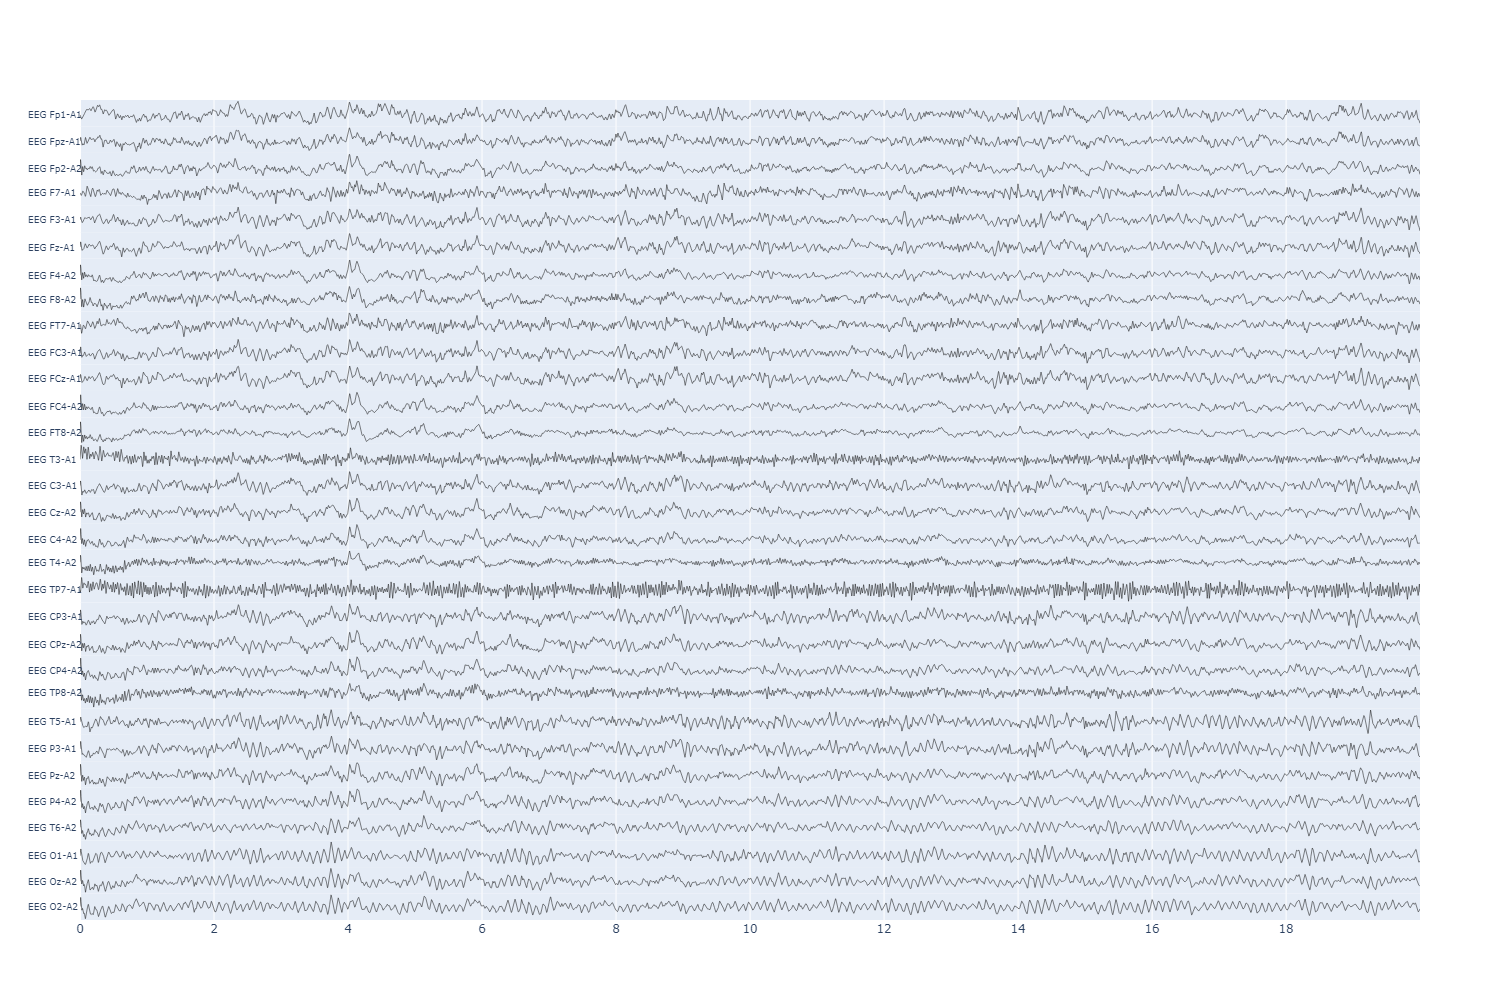 EEG Fp1-A1
EEG Fpz-A1
EEG Fp2-A2
EEG F7-A1
EEG F3-A1
EEG Fz-A1
EEG F4-A2
EEG F8-A2
EEG FT7-A1
EEG FC3-A1
EEG FCz-A1
EEG FC4-A2
EEG FT8-A2
EEG T3-A1
EEG C3-A1
EEG Cz-A2
EEG C4-A2
EEG T4-A2
EEG TP7-A1
EEG CP3-A1
EEG CPz-A2
EEG CP4-A2
EEG TP8-A2
EEG T5-A1
EEG P3-A1
EEG Pz-A2
EEG P4-A2
EEG T6-A2
EEG O1-A1
EEG Oz-A2
EEG O2-A2
0 2 4 6 8 10 12 14 16 18